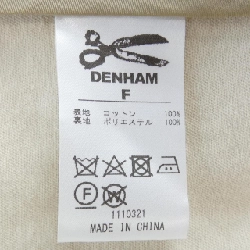 DENHAM
F
表地 コットン 100%
裏地 ポリエステル 100%
F W
1110321
MADE IN CHINA